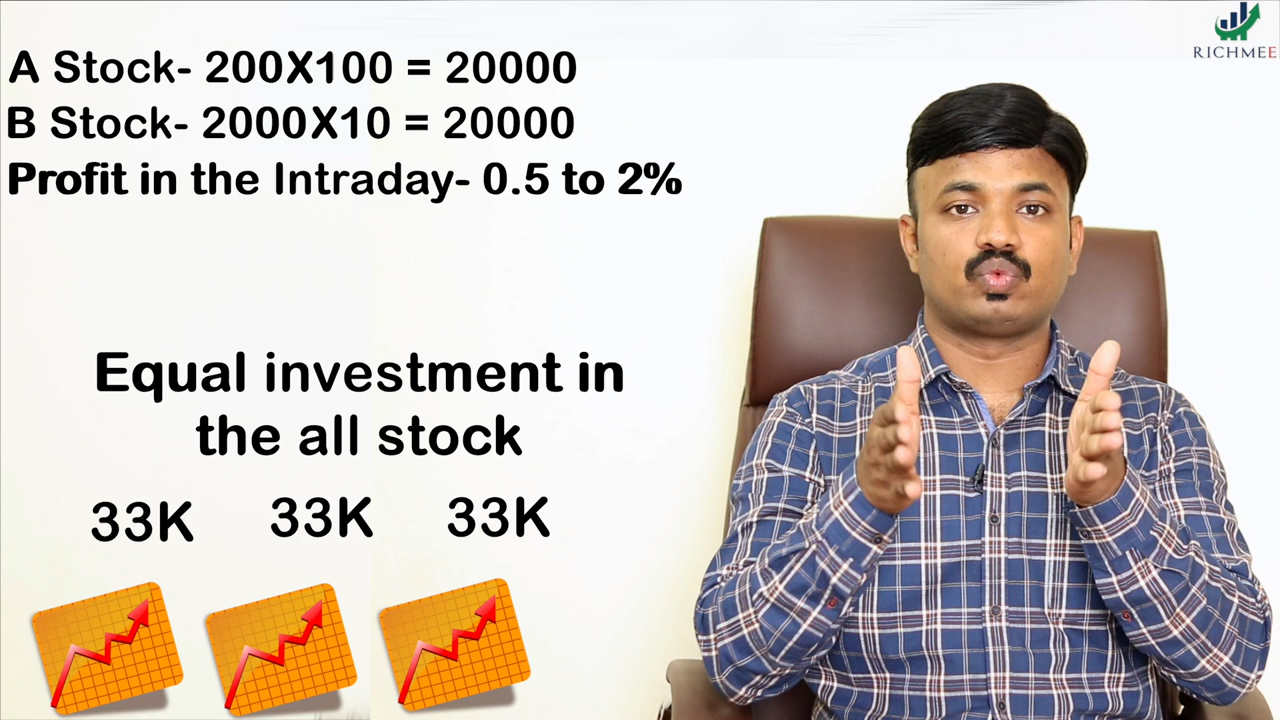 RICHMEE
A Stock- 200X100 = 20000
B Stock- 2000X10 = 20000
Profit in the Intraday- 0.5 to 2%
Equal investment in
the all stock
33K 33K 33K